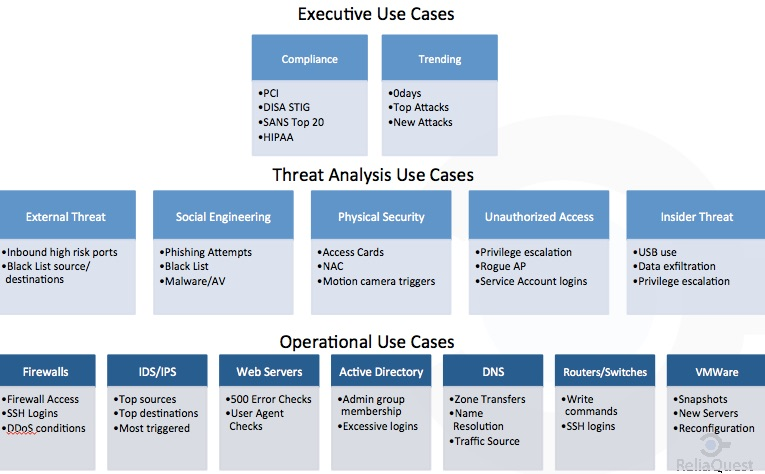 Executive Use Cases
Compliance
•PCI
•DISA STIG
•SANS Top 20
•HIPAA
Trending
•0days
•Top Attacks
•New Attacks
Threat Analysis Use Cases
External Threat
•Inbound high risk ports
•Black List source/
destinations
Social Engineering
•Phishing Attempts
•Black List
•Malware/AV
Physical Security
•Access Cards
•NAC
•Motion camera triggers
Unauthorized Access
•Privilege escalation
•Rogue AP
•Service Account logins
Insider Threat
•USB use
•Data exfiltration
•Privilege escalation
Operational Use Cases
Firewalls
•Firewall Access
•SSH Logins
•DDoS conditions
IDS/IPS
•Top sources
•Top destinations
•Most triggered
Web Servers
•500 Error Checks
•User Agent
Checks
Active Directory
•Admin group
membership
•Excessive logins
DNS
•Zone Transfers
•Name
Resolution
•Traffic Source
Routers/Switches
•Write
commands
•SSH logins
VMWare
•Snapshots
•New Servers
•Reconfiguration
ReliaQuest